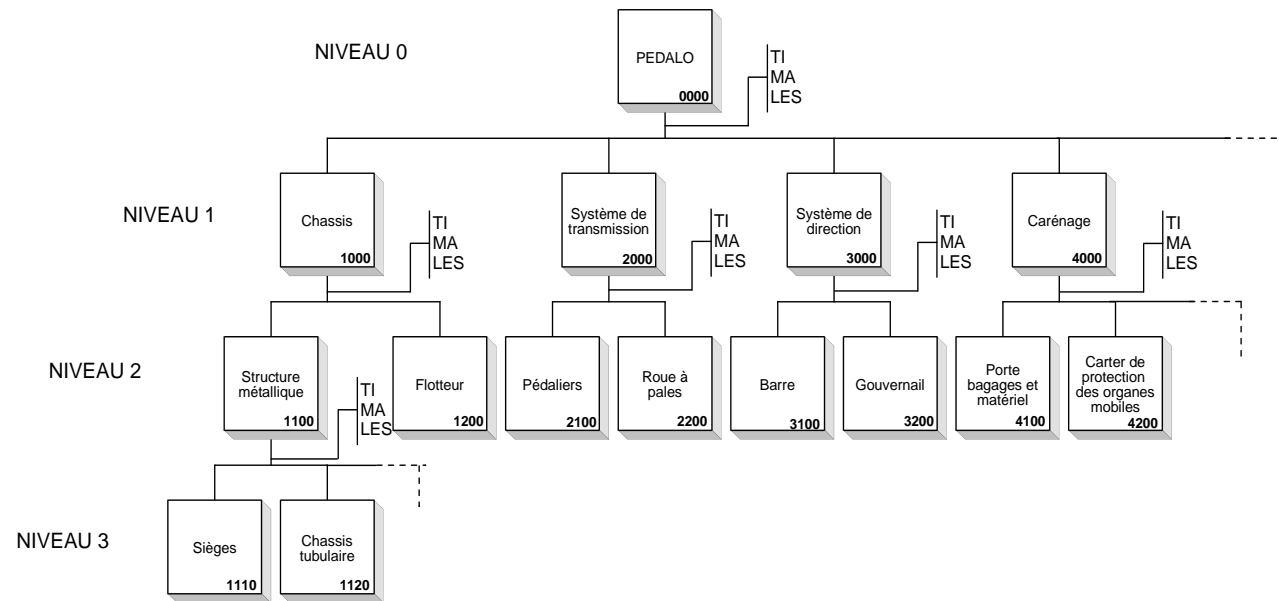 NIVEAU 0
PEDALO
0000
TI
MA
LES
NIVEAU 1
Chassis
1000
TI
MA
LES
Système de
transmission
2000
TI
MA
LES
Système de
direction
3000
TI
MA
LES
Carénage
4000
TI
MA
LES
NIVEAU 2
Structure
métallique
1100
TI
MA
LES
Flotteur
1200
Pédaliers
2100
Roue à
pales
2200
Barre
3100
Gouvernail
3200
Porte
bagages et
matériel
4100
Carter de
protection
des organes
mobiles
4200
NIVEAU 3
Sièges
1110
Chassis
tubulaire
1120